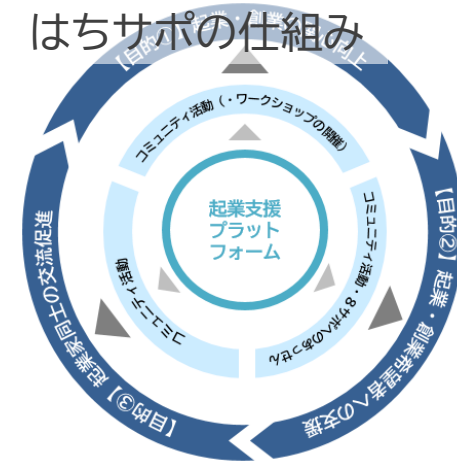 はちサポの仕組み
コミュニティ活動（・ワークショップの開催）
起業支援
プラット
フォーム
コミュニティ活動・８サポへのあっせん
コミュニティ活動
【目的②】起業・創業希望者への支援
【目的③】起業家同士の交流促進